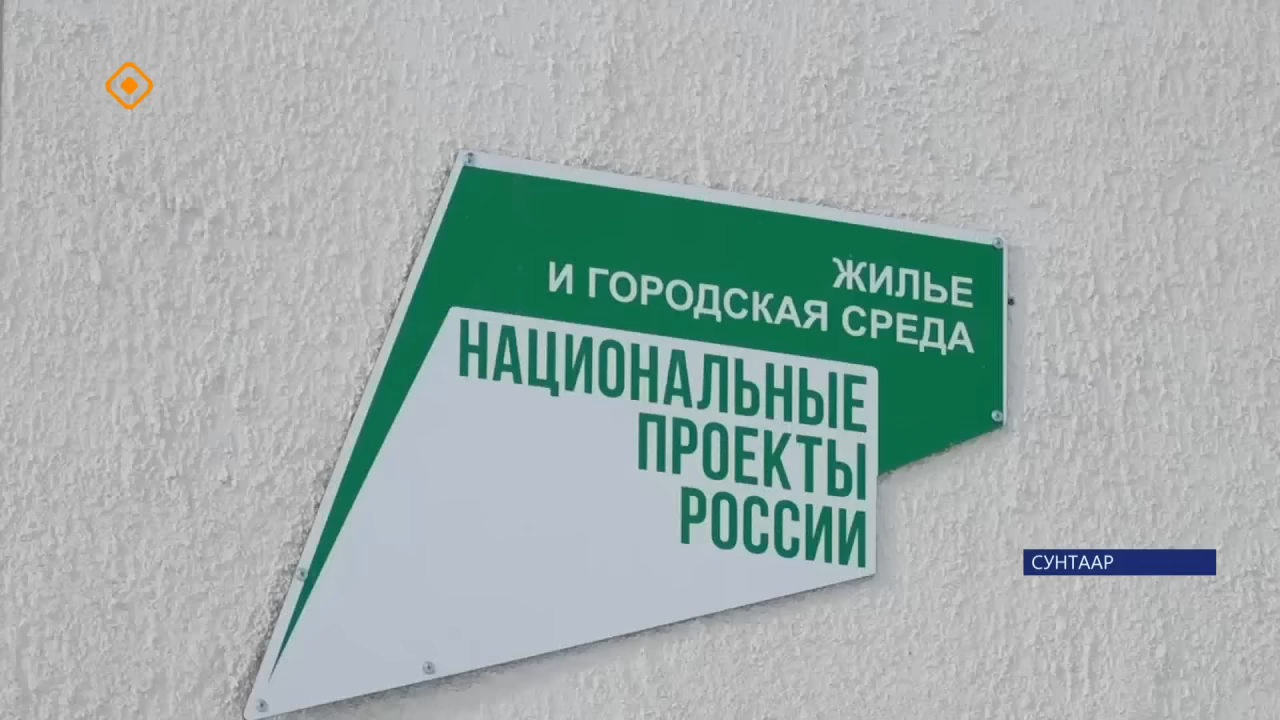 ЖИЛЬЕ
И ГОРОДСКАЯ СРЕДА
НАЦИОНАЛЬНЫЕ
ПРОЕКТЫ
РОССИИ
СУНТААР